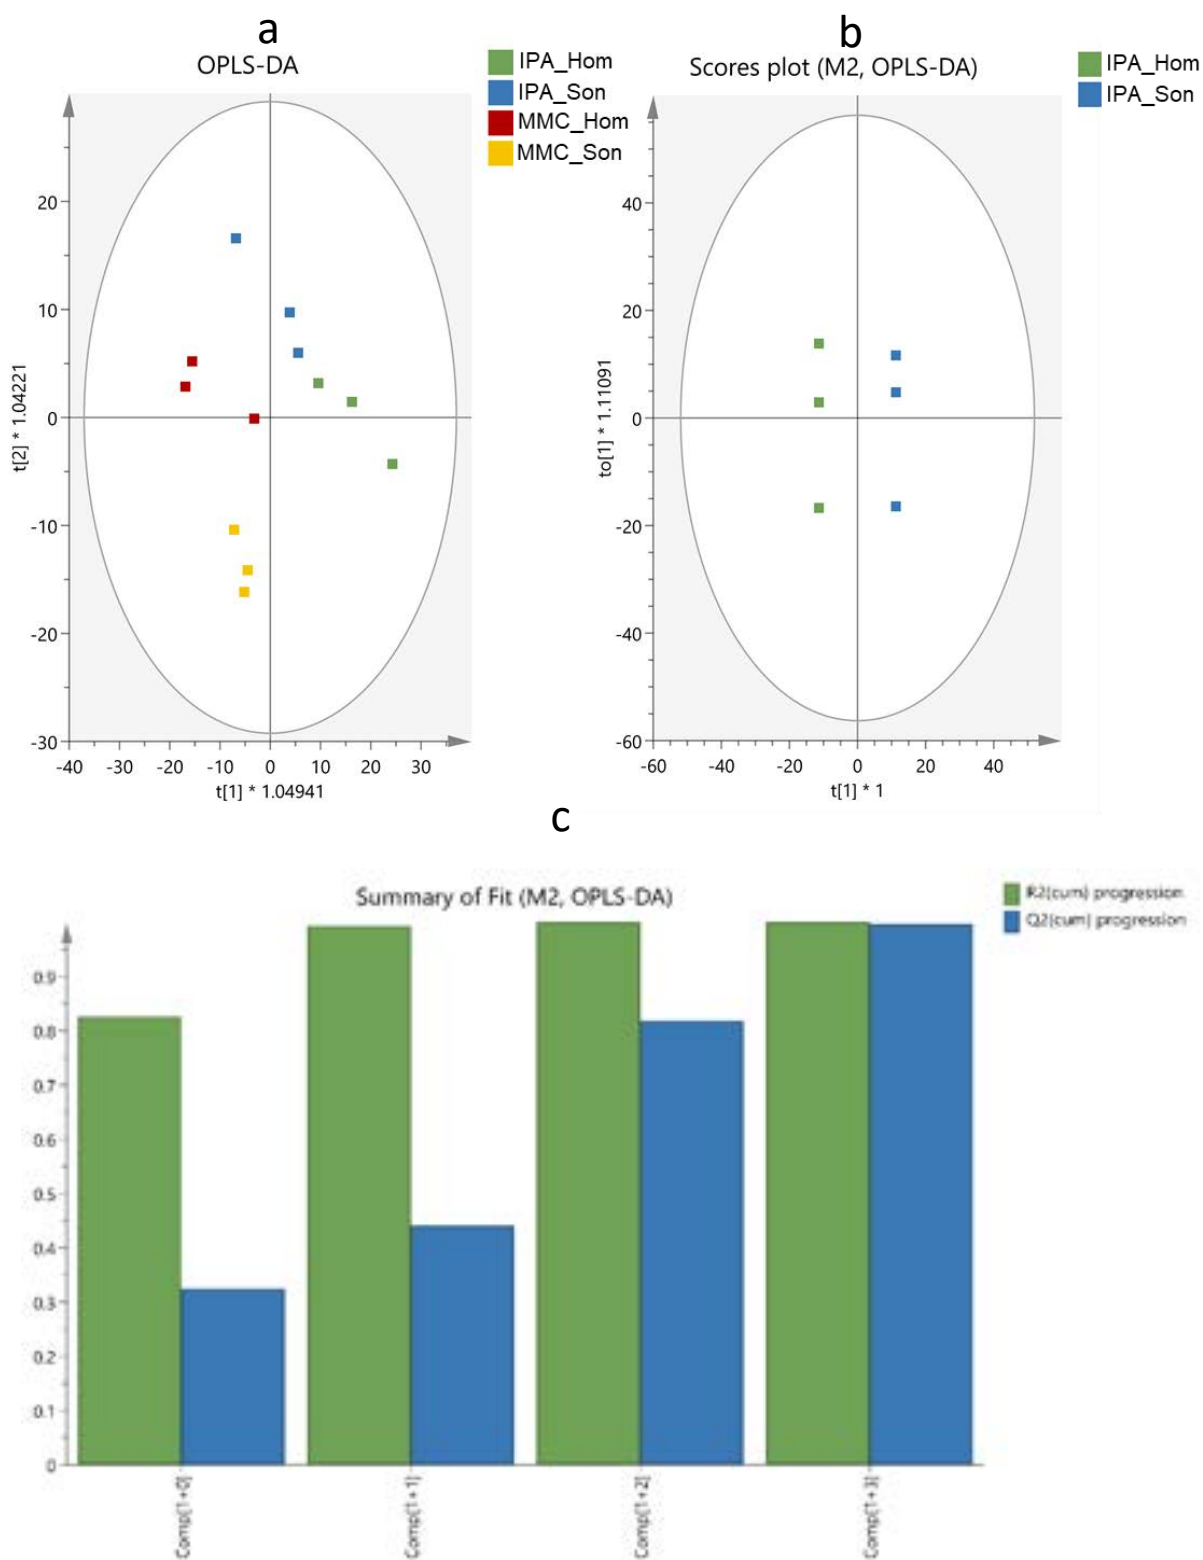 a
OPLS-DA
IPA_Hom
IPA_Son
MMC_Hom
MMC_Son
20
10
0
-10
-20
-30
t[2] * 1.04221
-40 -30 -20 -10 0 10 20 30
t[1] * 1.04941
b
Scores plot (M2, OPLS-DA)
IPA_Hom
IPA_Son
40
20
0
-20
-40
-60
to[1] * 1.11091
-60 -40 -20 0 20 40
t[1] * 1
c
Summary of Fit (M2, OPLS-DA)
R2(cum) progression
Q2(cum) progression
0.9
0.8
0.7
0.6
0.5
0.4
0.3
0.2
0.1
0
Comp[1+0]
Comp[1+1]
Comp[1+2]
Comp[1+3]